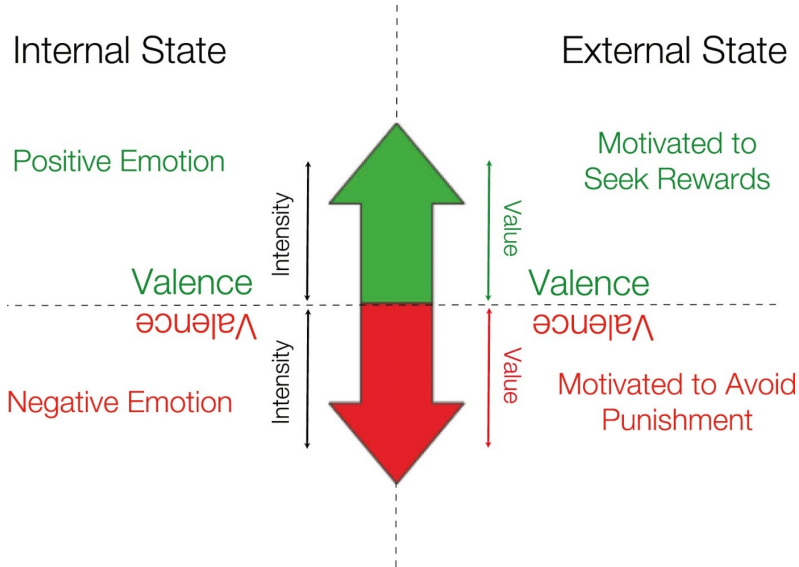 Internal State
External State
Positive Emotion
Motivated to
Seek Rewards
Intensity
Value
Valence
Valence
Valence
Valence
Intensity
Value
Negative Emotion
Motivated to Avoid
Punishment